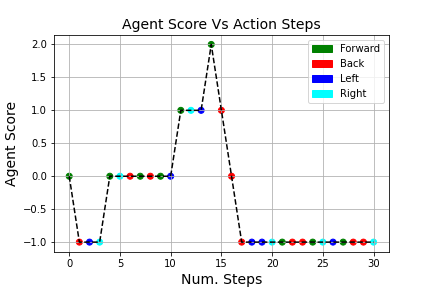 Agent Score Vs Action Steps
Agent Score
2.0
1.5
1.0
0.5
0.0
−0.5
−1.0
Forward
Back
Left
Right
0 5 10 15 20 25 30
Num. Steps